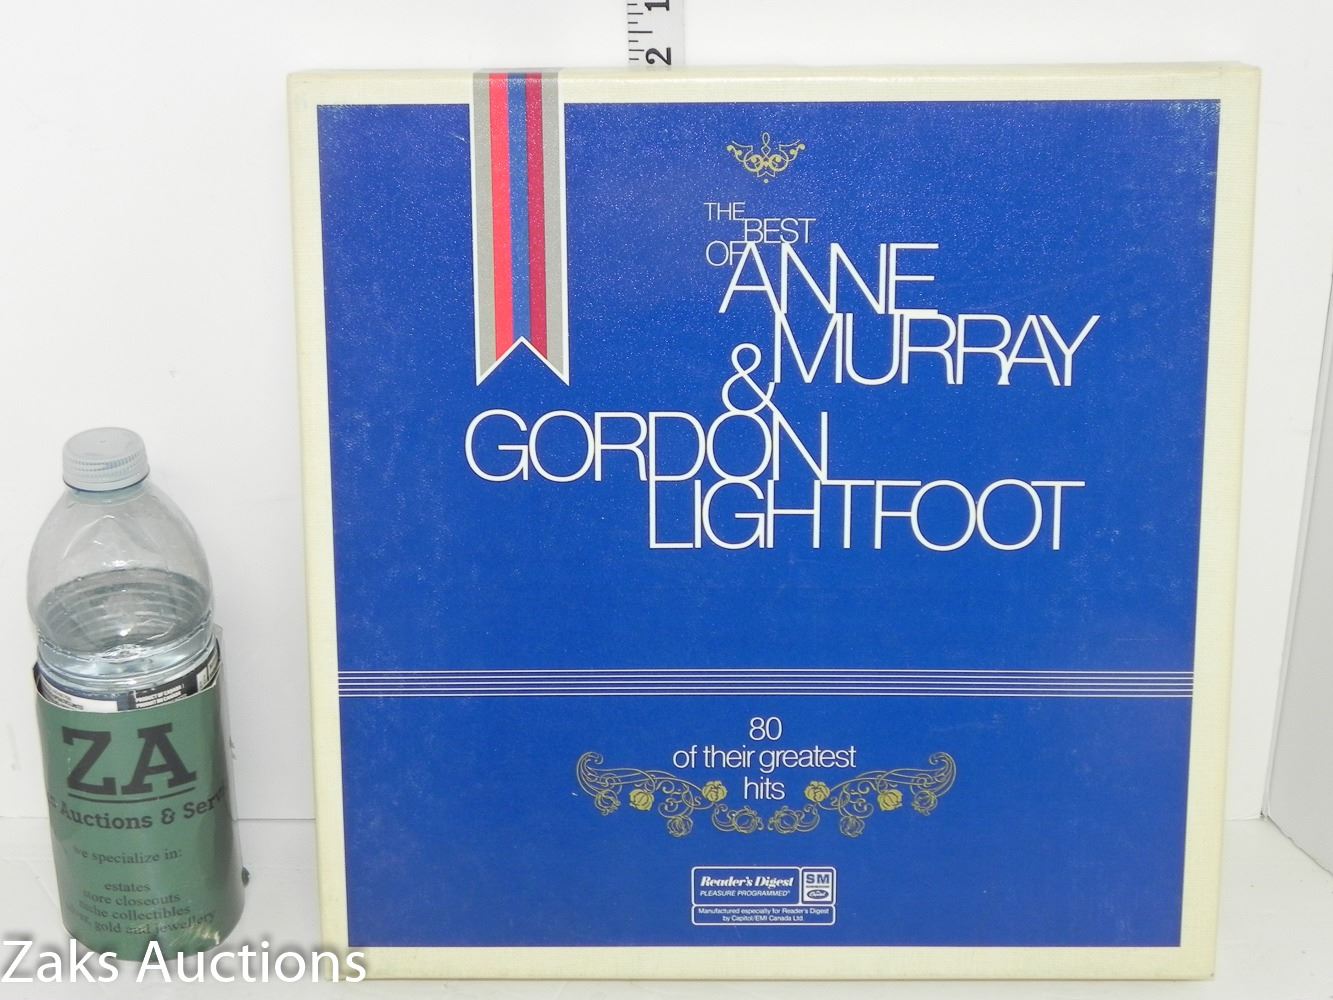 1
2
THE
BEST
OF
ANNE
MURRAY
&
GORDON
LIGHTFOOT
80
of their greatest
hits
Reader's Digest
PLEASURE PROGRAMMED
SM
Capitol
Manufactured especially for Reader's Digest
by Capitol/EMI Canada Ltd.
ZA
Auctions &
we specialize in:
estates
store closeouts
niche collectibles
gold and jewellery
Zaks Auctions